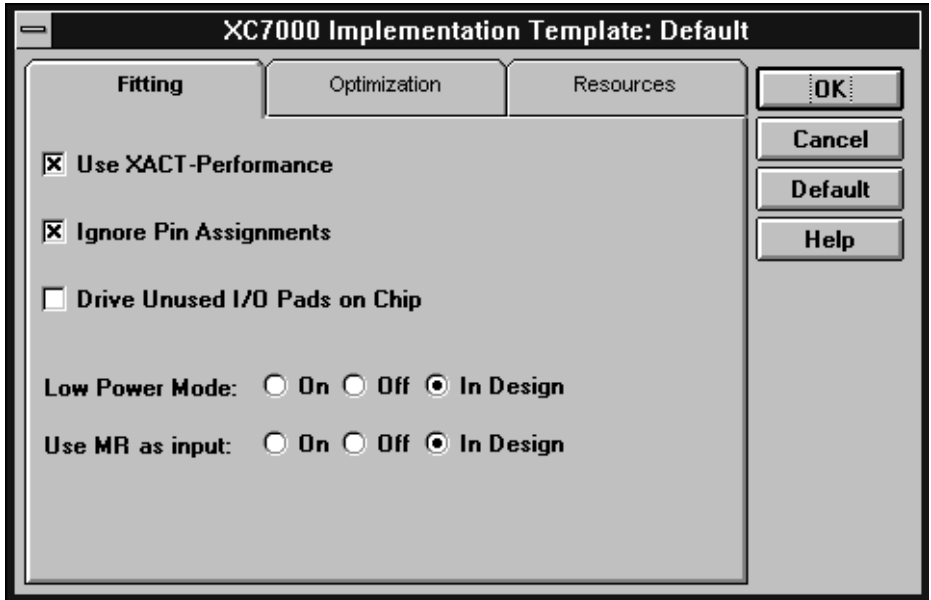 XC7000 Implementation Template: Default
Fitting Optimization Resources
OK
Cancel
Default
Help
Use XACT-Performance
Ignore Pin Assignments
Drive Unused I/O Pads on Chip
Low Power Mode: On Off In Design
Use MR as input: On Off In Design